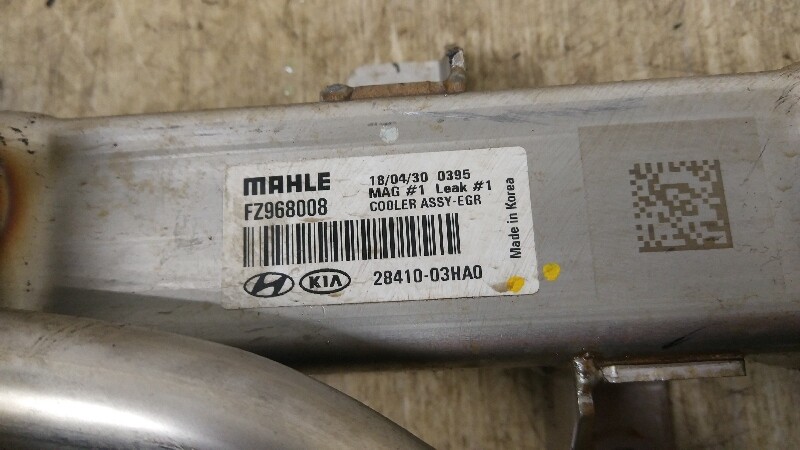 MAHLE
FZ968008
18/04/30 0395
MAG #1 Leak #1
COOLER ASSY-EGR
Made in Korea
KIA
28410-03HA0